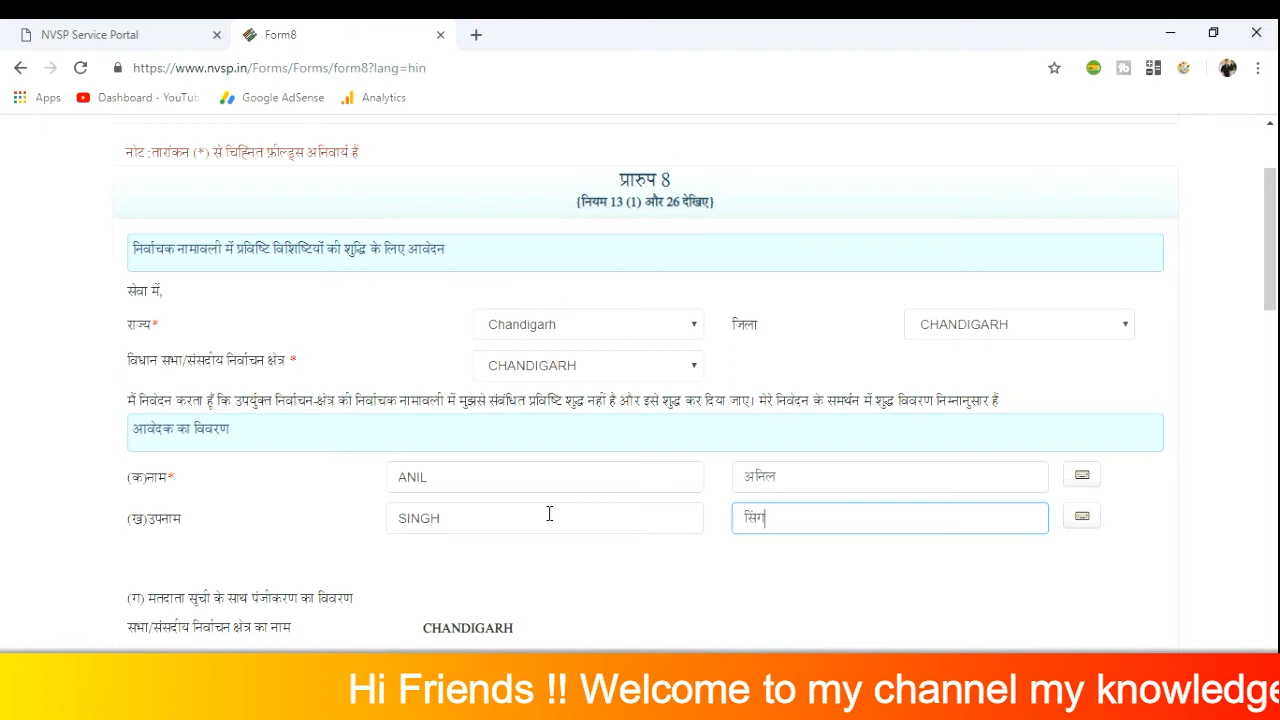 NVSP Service Portal
Form8
https://www.nvsp.in/Forms/Forms/form8?lang=hin
Apps
Dashboard - YouTub
Google AdSense
Analytics
नोट :तारांकन (*) से चिह्नित फ़ील्ड्स अनिवार्य हैं
प्रारुप 8
{नियम 13 (1) और 26 देखिए}
निर्वाचक नामावली में प्रविष्टि विशिष्टियों की शुद्धि के लिए आवेदन
सेवा में,
राज्य* Chandigarh जिला CHANDIGARH
विधान सभा/संसदीय निर्वाचन क्षेत्र * CHANDIGARH
मैं निवेदन करता हूँ कि उपर्युक्त निर्वाचन-क्षेत्र की निर्वाचक नामावली में मुझसे संबंधित प्रविष्टि शुद्ध नहीं है और इसे शुद्ध कर दिया जाए। मेरे निवेदन के समर्थन में शुद्ध विवरण निम्नानुसार हैं
आवेदक का विवरण
(क)नाम* ANIL अनिल
(ख)उपनाम SINGH सिंग
(ग) मतदाता सूची के साथ पंजीकरण का विवरण
सभा/संसदीय निर्वाचन क्षेत्र का नाम CHANDIGARH
Hi Friends !! Welcome to my channel my knowledge